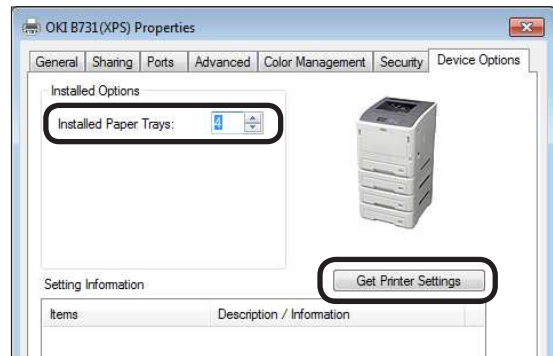 OKI B731(XPS) Properties
General Sharing Ports Advanced Color Management Security Device Options
Installed Options
Installed Paper Trays: 4
Get Printer Settings
Setting Information
Items Description / Information